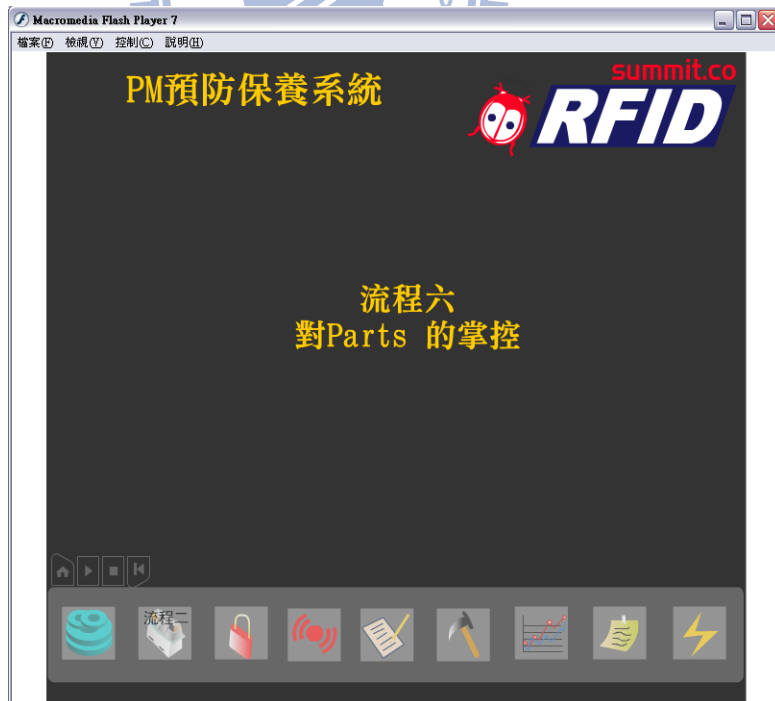 Macromedia Flash Player 7
檔案(F) 檢視(V) 控制(C) 說明(H)
PM預防保養系統
summit.co
RFID
流程六
對Parts 的掌控
流程二